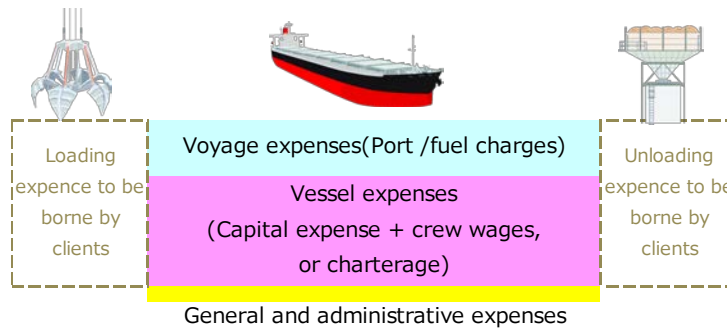 Loading
expence to be
borne by
clients
Voyage expenses(Port /fuel charges)
Vessel expenses
(Capital expense + crew wages,
or charterage)
General and administrative expenses
Unloading
expence to be
borne by
clients